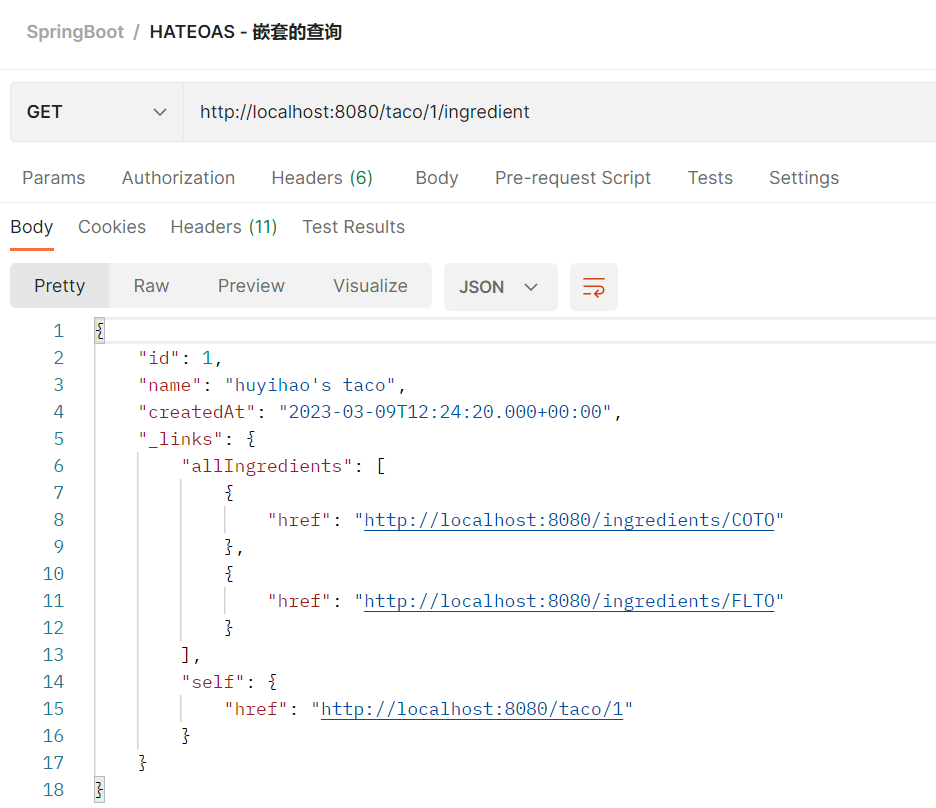 SpringBoot / HATEOAS - 嵌套的查询
GET http://localhost:8080/taco/1/ingredient
Params Authorization Headers (6) Body Pre-request Script Tests Settings
Body Cookies Headers (11) Test Results
Pretty Raw Preview Visualize JSON
1 {
2 "id": 1,
3 "name": "huyihao's taco",
4 "createdAt": "2023-03-09T12:24:20.000+00:00",
5 "_links": {
6 "allIngredients": [
7 {
8 "href": "http://localhost:8080/ingredients/COTO"
9 },
10 {
11 "href": "http://localhost:8080/ingredients/FLTO"
12 }
13 ],
14 "self": {
15 "href": "http://localhost:8080/taco/1"
16 }
17 }
18 }